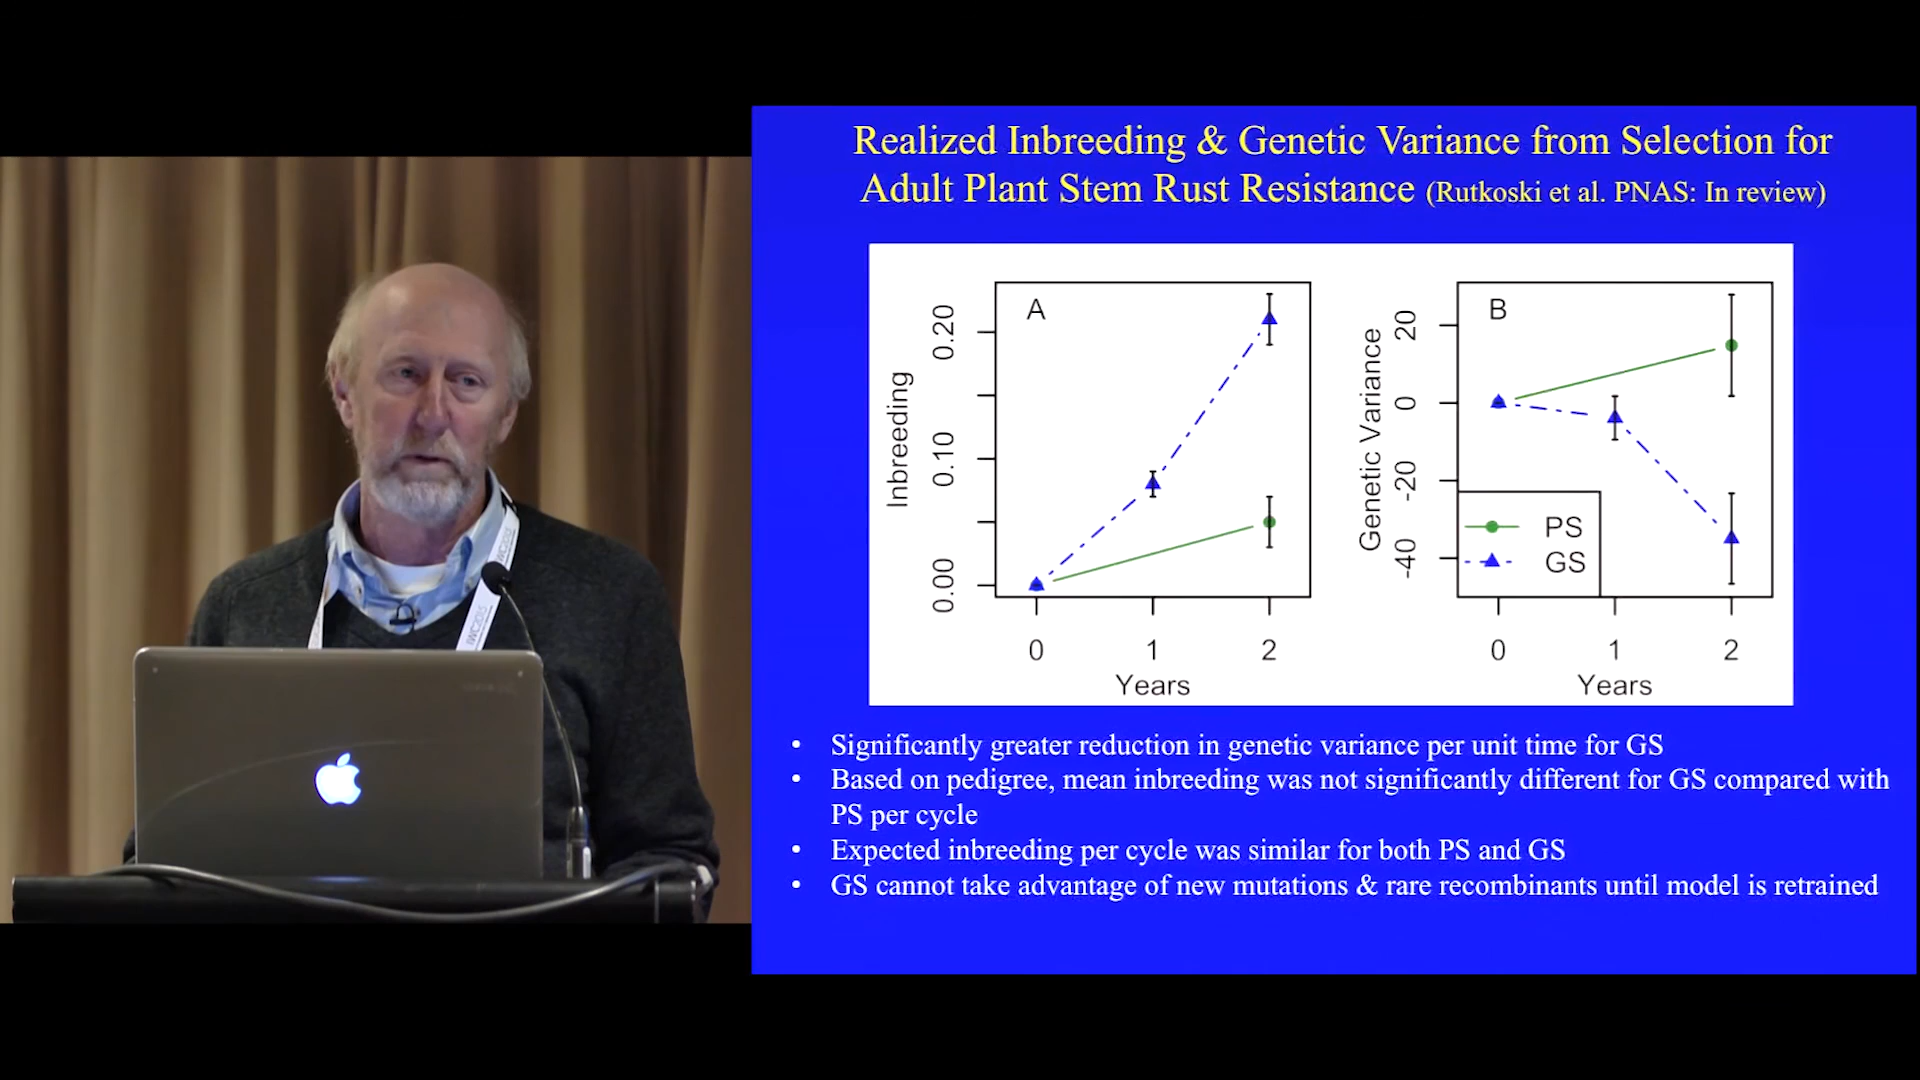 Realized Inbreeding & Genetic Variance from Selection for
Adult Plant Stem Rust Resistance (Rutkoski et al. PNAS: In review)
A
Inbreeding
0.20
0.10
0.00
0 1 2
Years
B
Genetic Variance
20
0
-20
-40
PS
GS
0 1 2
Years
• Significantly greater reduction in genetic variance per unit time for GS
• Based on pedigree, mean inbreeding was not significantly different for GS compared with
PS per cycle
• Expected inbreeding per cycle was similar for both PS and GS
• GS cannot take advantage of new mutations & rare recombinants until model is retrained
IWC2015
IWC2015